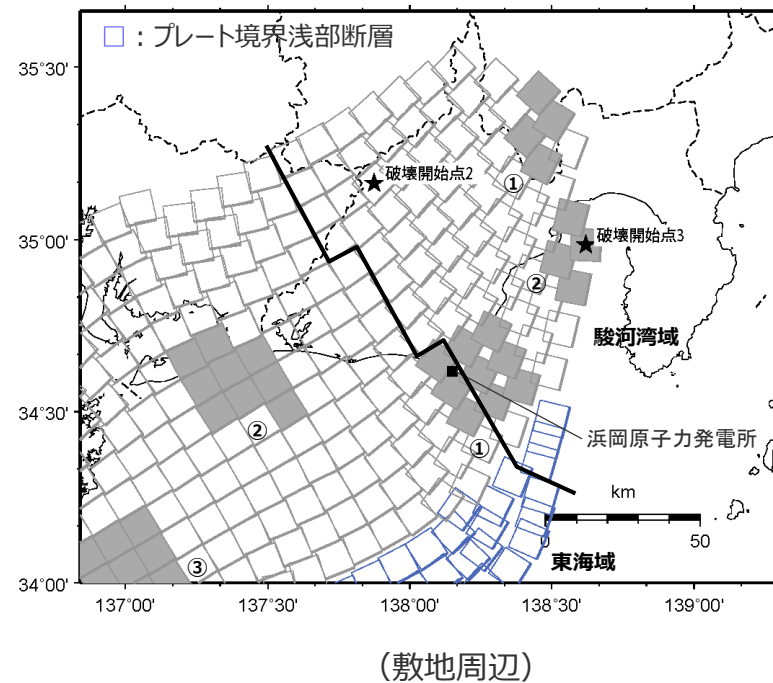 □：プレート境界浅部断層
35°30'
破壊開始点2
①
35°00'
破壊開始点3
②
駿河湾域
34°30'
②
①
浜岡原子力発電所
km
0
50
③
東海域
34°00'
137°00'
137°30'
138°00'
138°30'
139°00'
（敷地周辺）